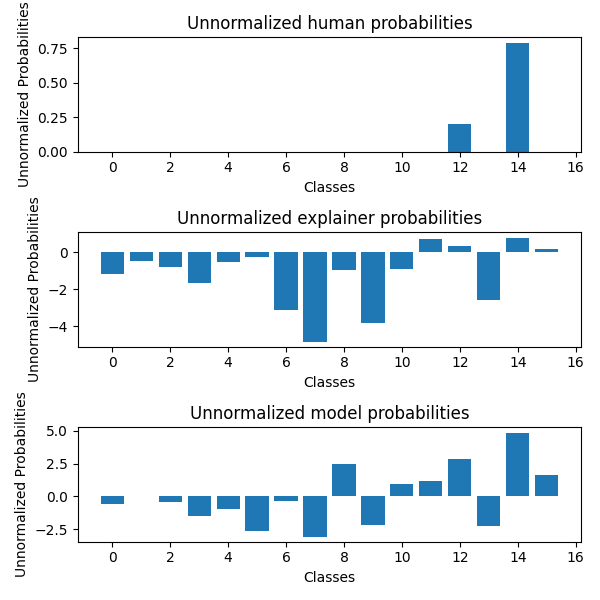 Unnormalized human probabilities
Unnormalized Probabilities
0.75
0.50
0.25
0.00
0 2 4 6 8 10 12 14 16
Classes
Unnormalized explainer probabilities
Unnormalized Probabilities
0
−2
−4
0 2 4 6 8 10 12 14 16
Classes
Unnormalized model probabilities
Unnormalized Probabilities
5.0
2.5
0.0
−2.5
0 2 4 6 8 10 12 14 16
Classes